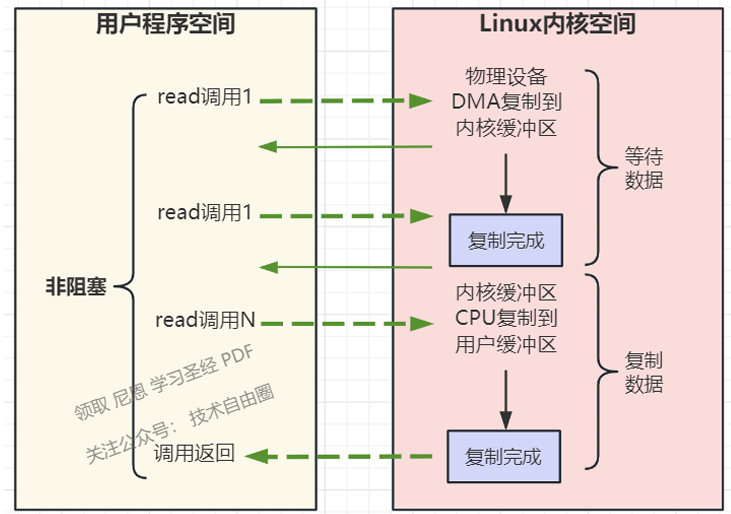 用户程序空间
Linux内核空间
read调用1
物理设备
DMA复制到
内核缓冲区
等待
数据
read调用1
复制完成
非阻塞
read调用N
内核缓冲区
CPU复制到
用户缓冲区
复制
数据
领取 尼恩 学习圣经 PDF
关注公众号： 技术自由圈
调用返回
复制完成